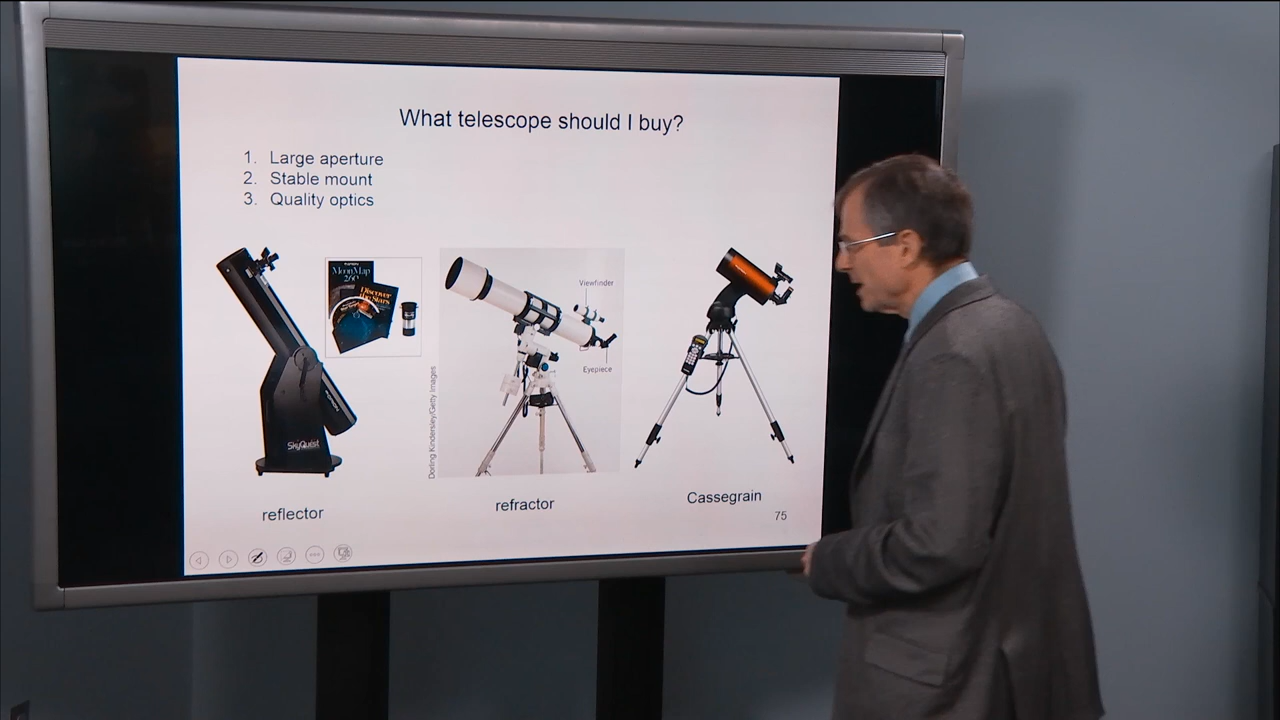 What telescope should I buy?
1. Large aperture
2. Stable mount
3. Quality optics
MoonMap
260
Discover
the Stars
Viewfinder
Eyepiece
Dorling Kindersley/Getty Images
ORION
SkyQuest
reflector
refractor
Cassegrain
75